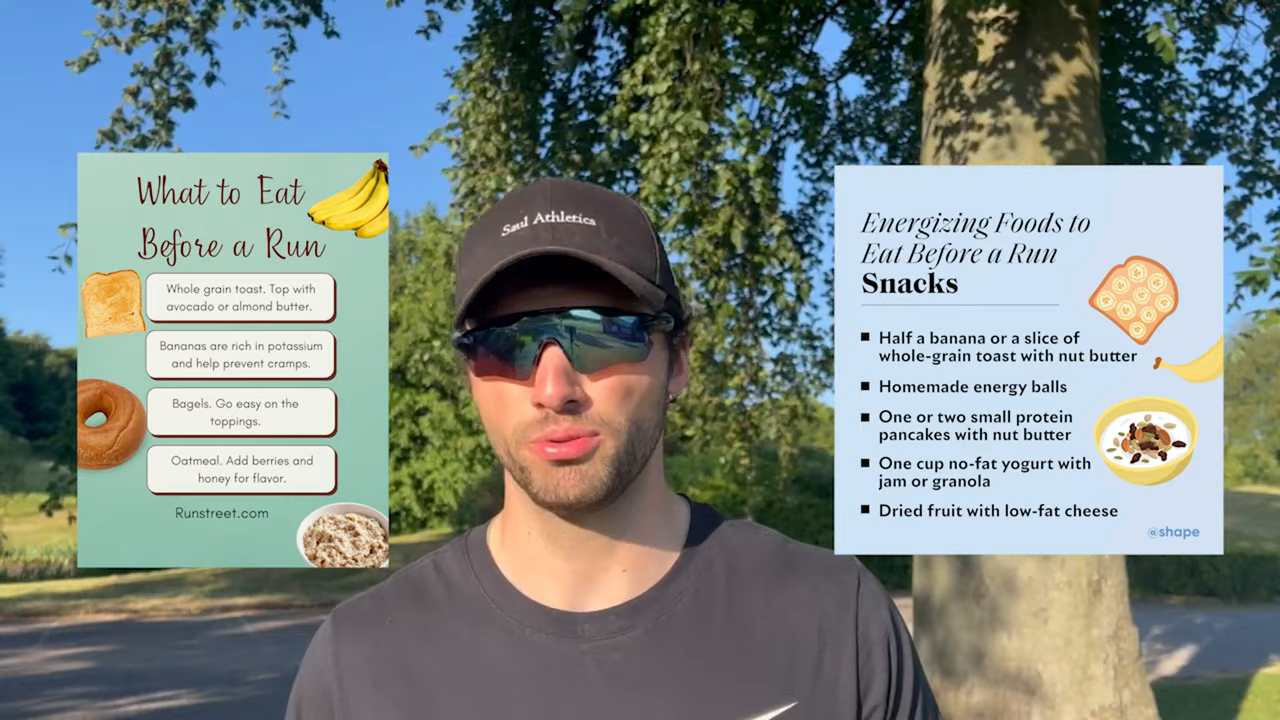 What to Eat
Before a Run
Whole grain toast. Top with
avocado or almond butter.
Bananas are rich in potassium
and help prevent cramps.
Bagels. Go easy on the
toppings.
Oatmeal. Add berries and
honey for flavor.
Runstreet.com
Saul Athletics
Energizing Foods to
Eat Before a Run
Snacks
Half a banana or a slice of
whole-grain toast with nut butter
Homemade energy balls
One or two small protein
pancakes with nut butter
One cup no-fat yogurt with
jam or granola
Dried fruit with low-fat cheese
@shape